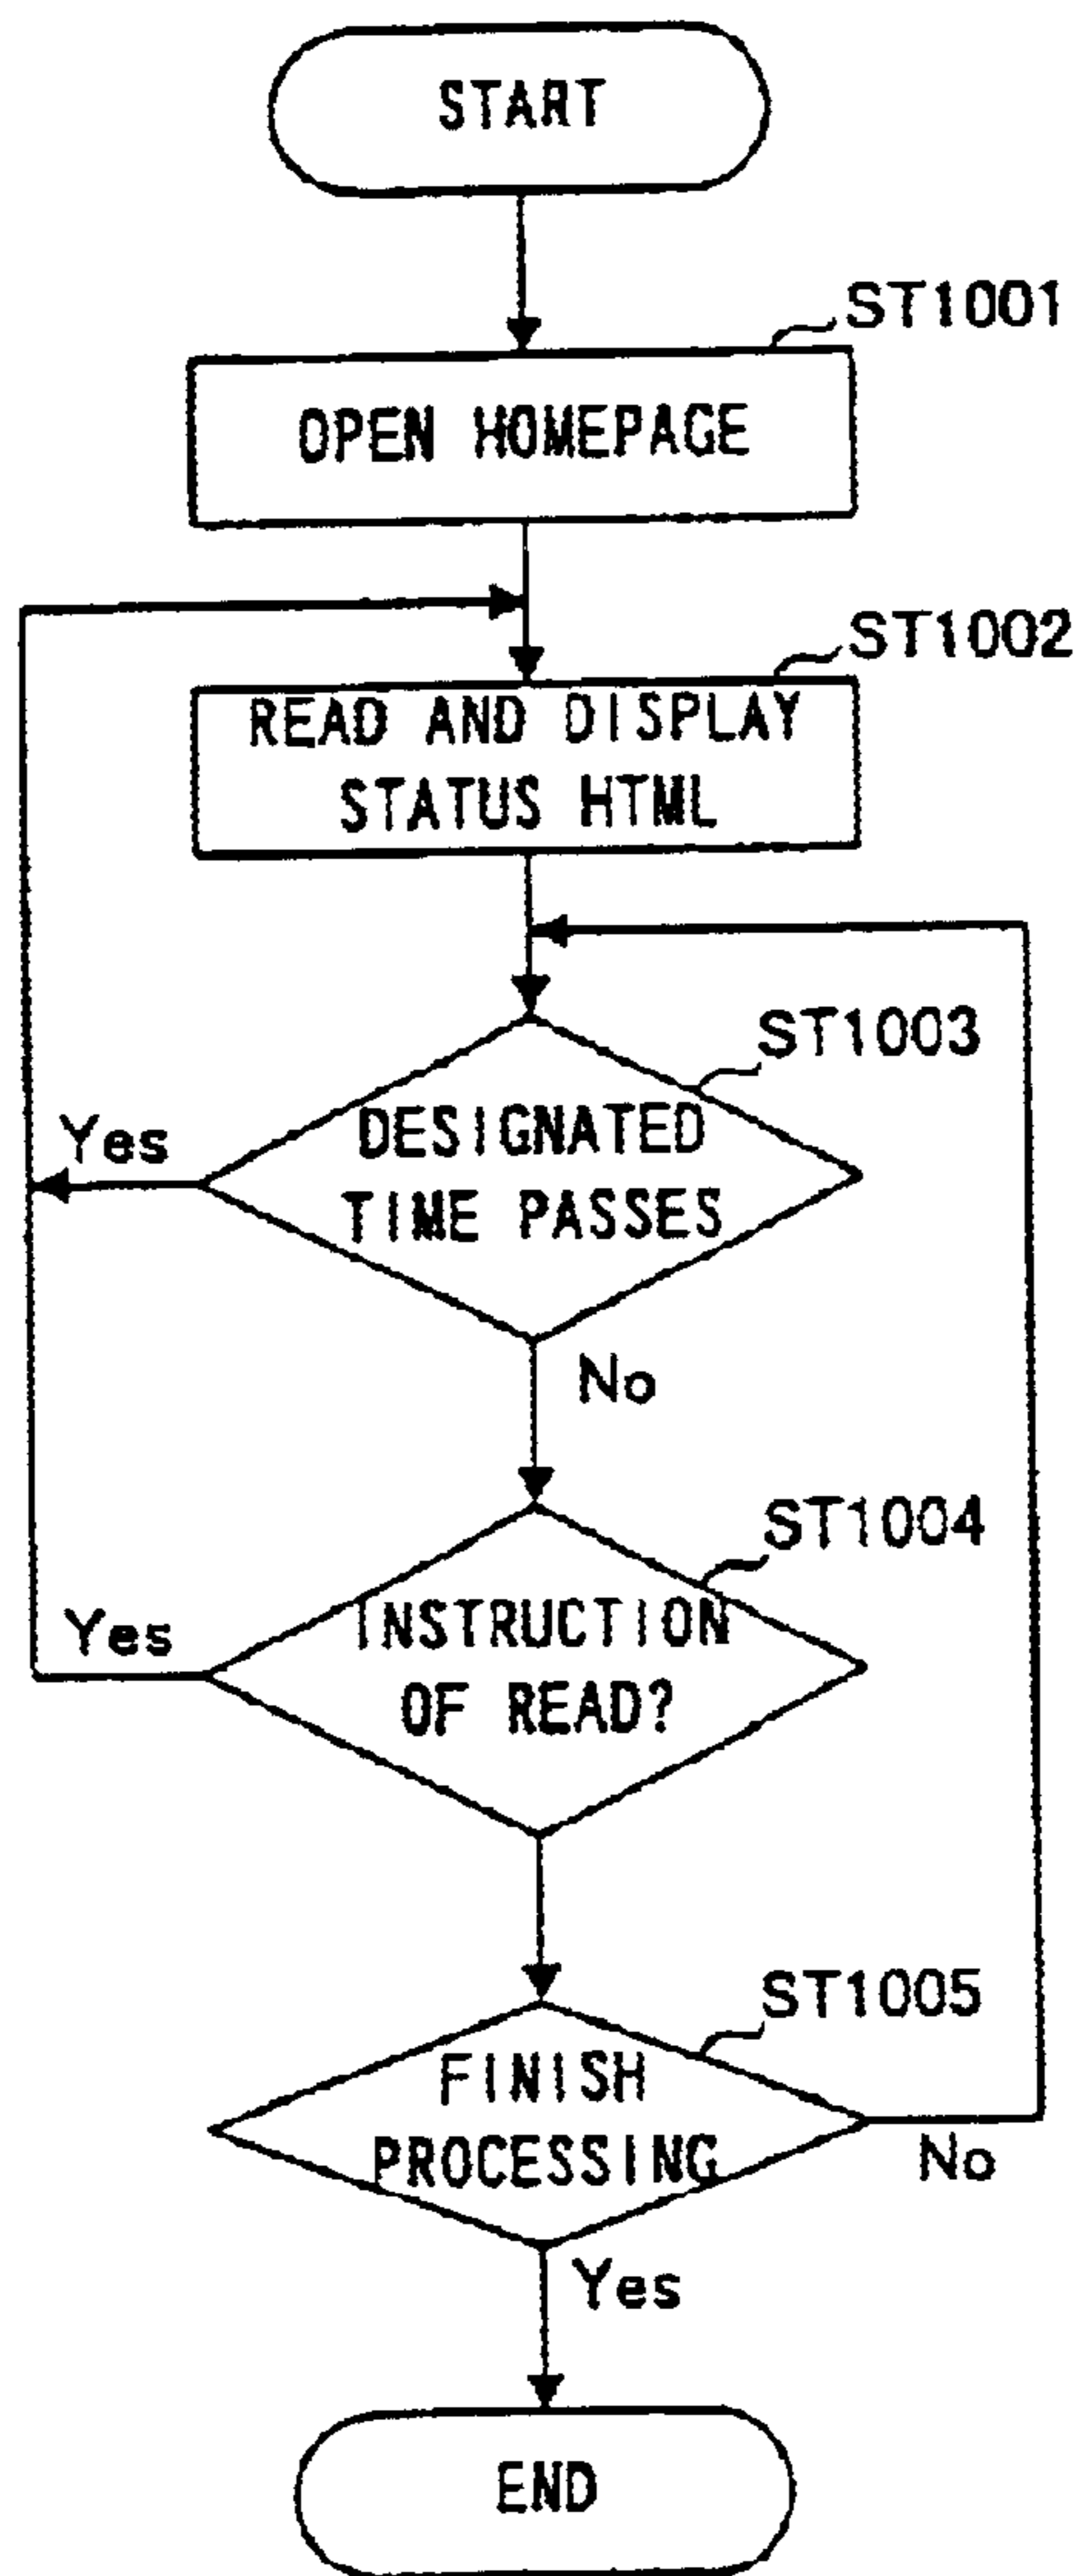 START
ST1001
OPEN HOMEPAGE
ST1002
READ AND DISPLAY
STATUS HTML
ST1003
DESIGNATED
TIME PASSES
Yes
No
ST1004
INSTRUCTION
OF READ?
Yes
ST1005
FINISH
PROCESSING
No
Yes
END